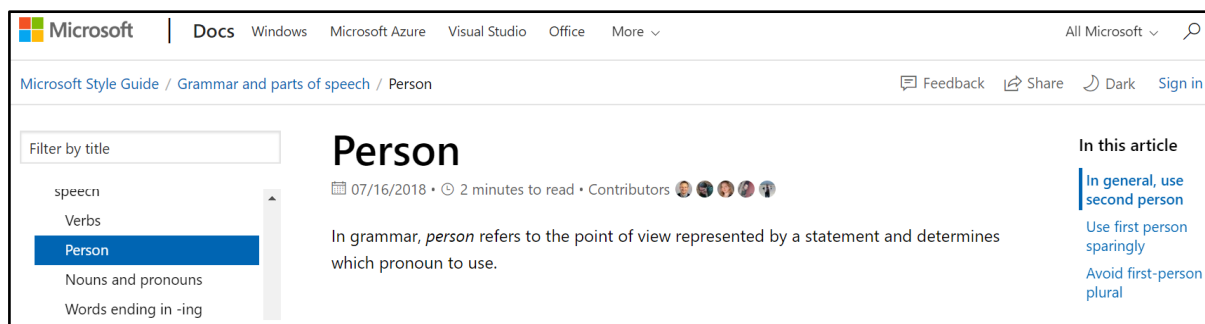 Microsoft | Docs Windows Microsoft Azure Visual Studio Office More All Microsoft
Microsoft Style Guide / Grammar and parts of speech / Person Feedback Share Dark Sign in
Filter by title
speech
Verbs
Person
Nouns and pronouns
Words ending in -ing
Person
07/16/2018 • 2 minutes to read • Contributors
In grammar, person refers to the point of view represented by a statement and determines
which pronoun to use.
In this article
In general, use
second person
Use first person
sparingly
Avoid first-person
plural